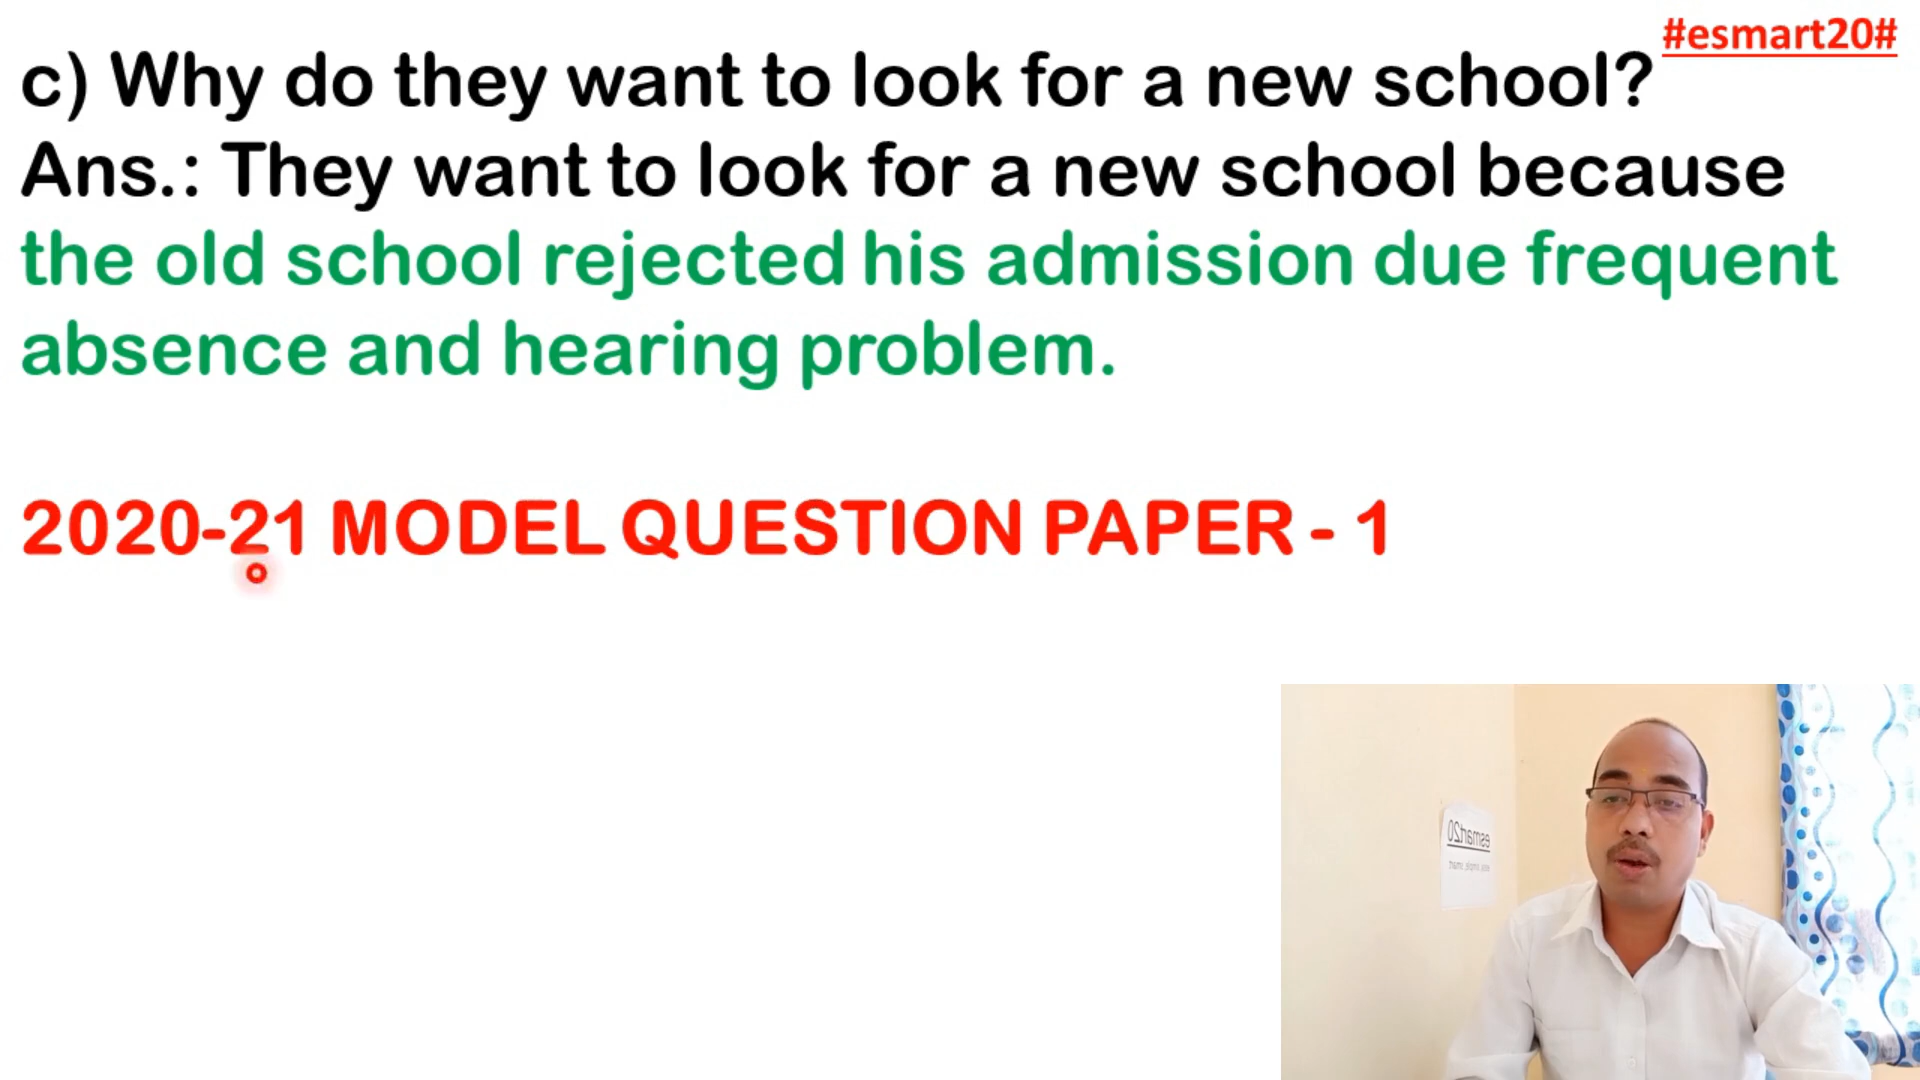 #esmart20#
c) Why do they want to look for a new school?
Ans.: They want to look for a new school because
the old school rejected his admission due frequent
absence and hearing problem.
2020-21 MODEL QUESTION PAPER - 1
esmart20